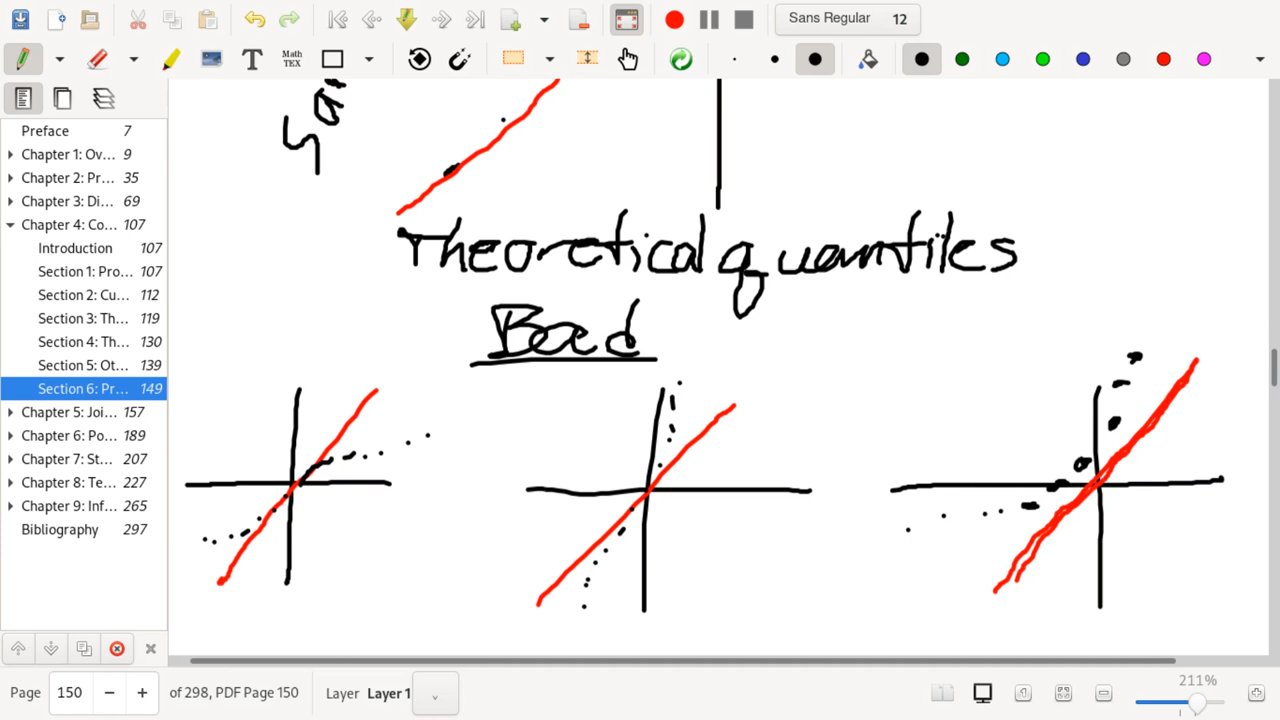 Sans Regular 12
T Math TEX
Preface 7
Chapter 1: Ov... 9
Chapter 2: Pr... 35
Chapter 3: Di... 69
Chapter 4: Co... 107
Introduction 107
Section 1: Pro... 107
Section 2: Cu... 112
Section 3: Th... 119
Section 4: Th... 130
Section 5: Ot... 139
Section 6: Pr... 149
Chapter 5: Joi... 157
Chapter 6: Po... 189
Chapter 7: St... 207
Chapter 8: Te... 227
Chapter 9: Inf... 265
Bibliography 297
Theoretical quantiles
Bad
Page 150 of 298, PDF Page 150 Layer Layer 1 211%